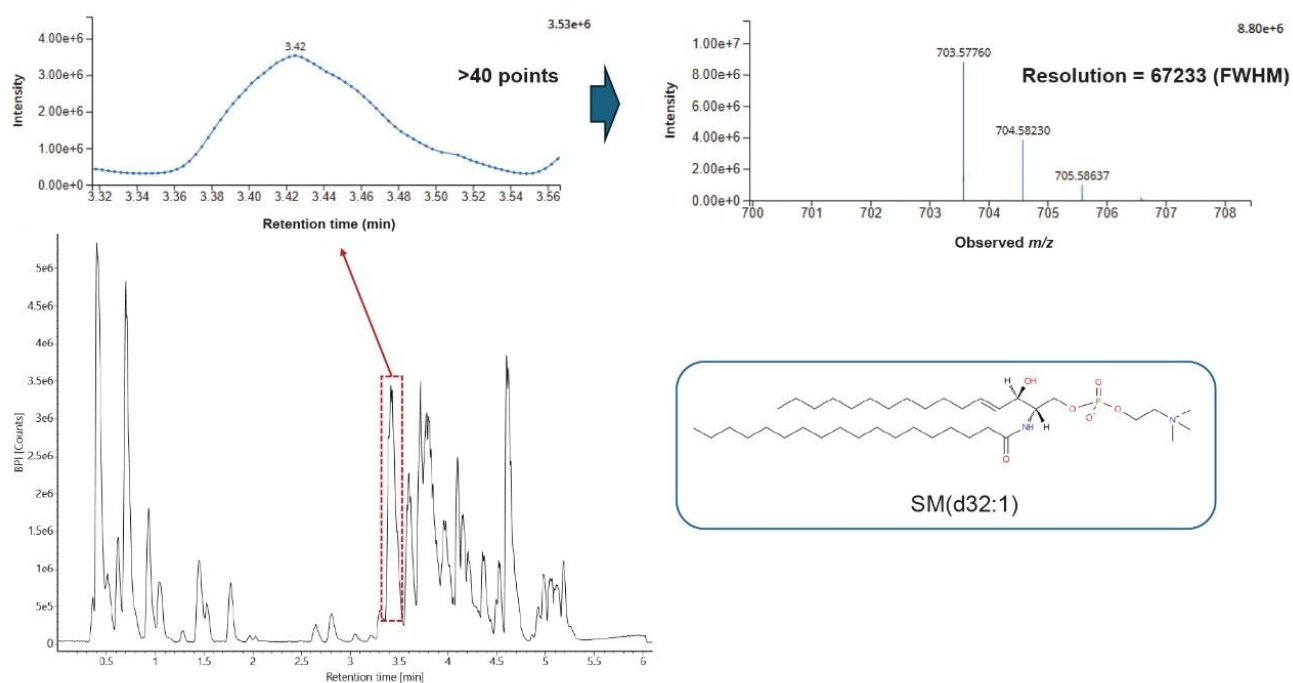 3.53e+6
4.00e+6
3.42
3.00e+6
>40 points
2.00e+6
1.00e+6
0.00e+0
Intensity
3.32 3.34 3.36 3.38 3.40 3.42 3.44 3.46 3.48 3.50 3.52 3.54 3.56
Retention time (min)
8.80e+6
1.00e+7
703.57760
8.00e+6
Resolution = 67233 (FWHM)
6.00e+6
704.58230
4.00e+6
705.58637
2.00e+6
0.00e+0
Intensity
700 701 702 703 704 705 706 707 708
Observed m/z
5e6
4.5e6
4e6
3.5e6
3e6
2.5e6
2e6
1.5e6
1e6
5e5
0
BPI [Counts]
0.5 1 1.5 2 2.5 3 3.5 4 4.5 5 5.5 6
Retention time [min]
H OH O
O P O
O-
N+
NH H
O
SM(d32:1)